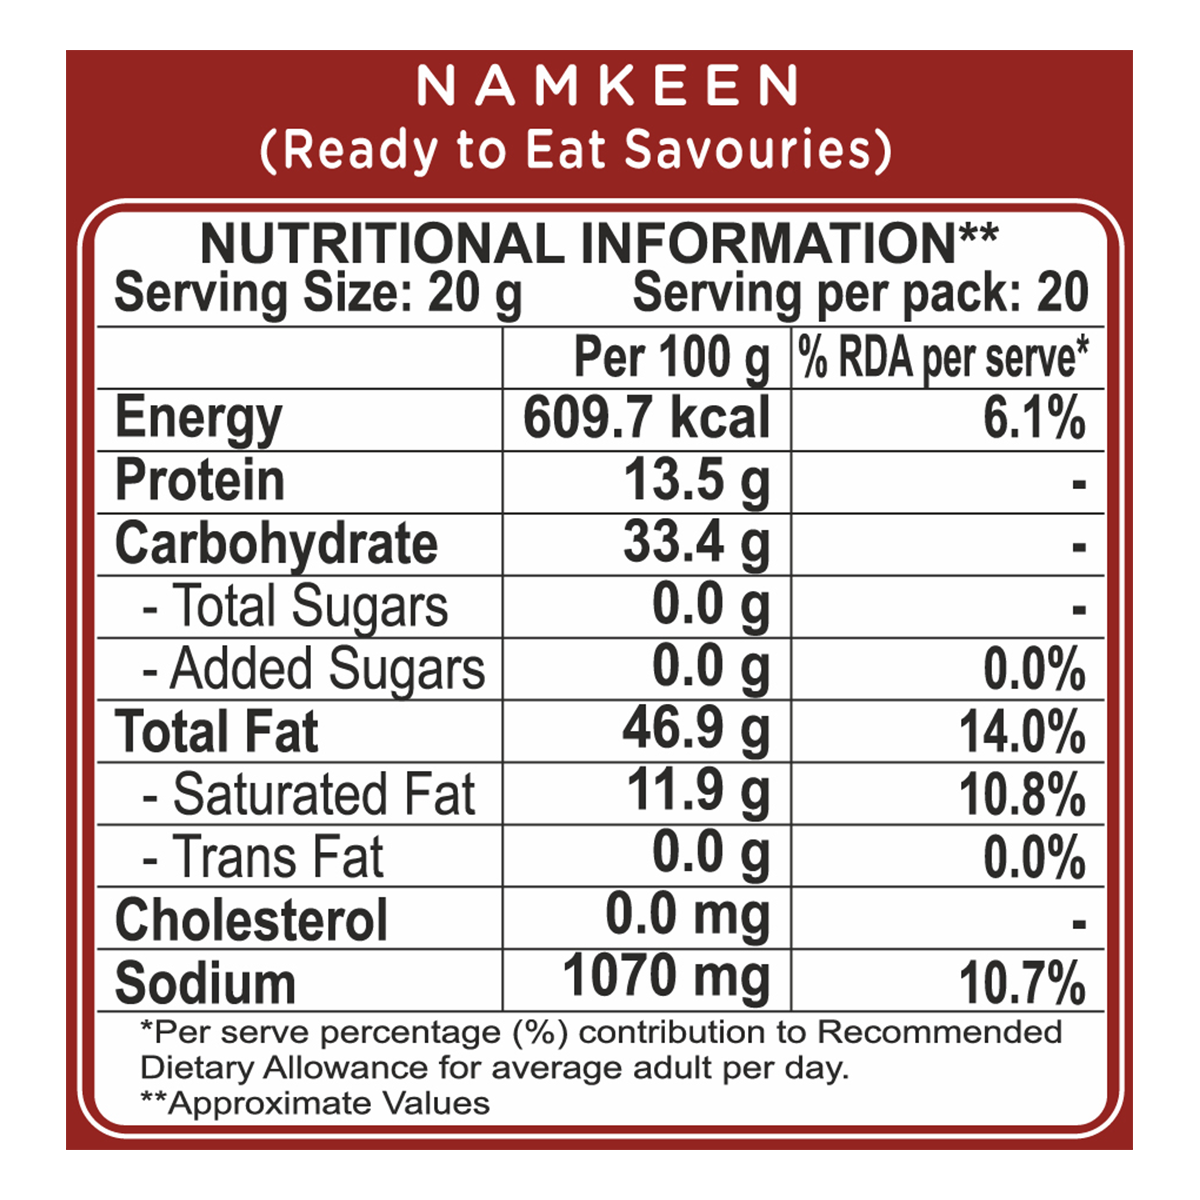 NAMKEEN
(Ready to Eat Savouries)
NUTRITIONAL INFORMATION**
Serving Size: 20 g Serving per pack: 20
Per 100 g % RDA per serve*
Energy 609.7 kcal 6.1%
Protein 13.5 g -
Carbohydrate 33.4 g -
- Total Sugars 0.0 g -
- Added Sugars 0.0 g 0.0%
Total Fat 46.9 g 14.0%
- Saturated Fat 11.9 g 10.8%
- Trans Fat 0.0 g 0.0%
Cholesterol 0.0 mg -
Sodium 1070 mg 10.7%
*Per serve percentage (%) contribution to Recommended
Dietary Allowance for average adult per day.
**Approximate Values